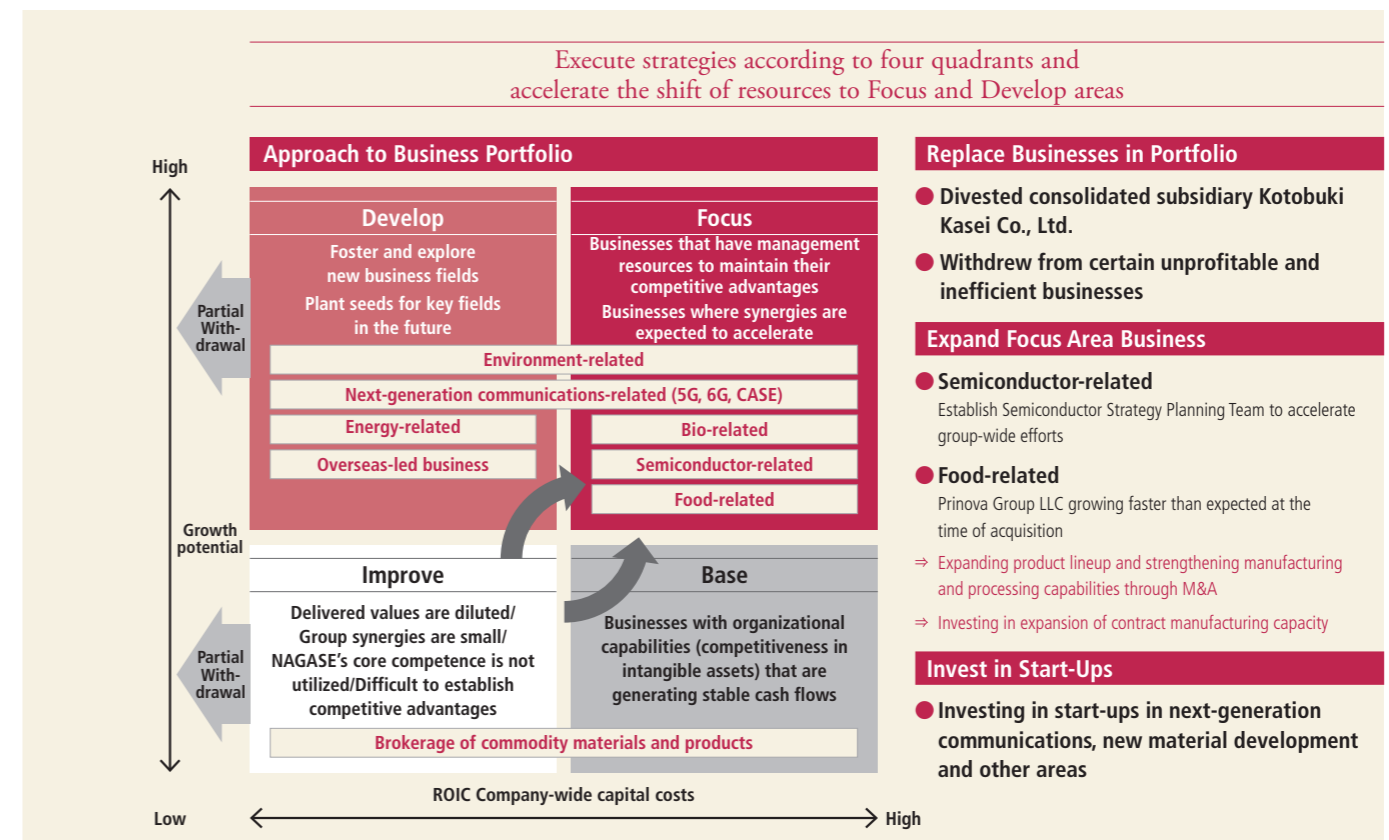 Execute strategies according to four quadrants and
accelerate the shift of resources to Focus and Develop areas
High
Growth
potential
Low
Partial
With-
drawal
Partial
With-
drawal
Approach to Business Portfolio
Develop
Foster and explore
new business fields
Plant seeds for key fields
in the future
Focus
Businesses that have management
resources to maintain their
competitive advantages
Businesses where synergies are
expected to accelerate
Environment-related
Next-generation communications-related (5G, 6G, CASE)
Energy-related
Overseas-led business
Bio-related
Semiconductor-related
Food-related
Improve
Delivered values are diluted/
Group synergies are small/
NAGASE's core competence is not
utilized/Difficult to establish
competitive advantages
Base
Businesses with organizational
capabilities (competitiveness in
intangible assets) that are
generating stable cash flows
Brokerage of commodity materials and products
ROIC Company-wide capital costs
High
Replace Businesses in Portfolio
● Divested consolidated subsidiary Kotobuki
Kasei Co., Ltd.
● Withdrew from certain unprofitable and
inefficient businesses
Expand Focus Area Business
● Semiconductor-related
Establish Semiconductor Strategy Planning Team to accelerate
group-wide efforts
● Food-related
Prinova Group LLC growing faster than expected at the
time of acquisition
⇒ Expanding product lineup and strengthening manufacturing
and processing capabilities through M&A
⇒ Investing in expansion of contract manufacturing capacity
Invest in Start-Ups
● Investing in start-ups in next-generation
communications, new material development
and other areas